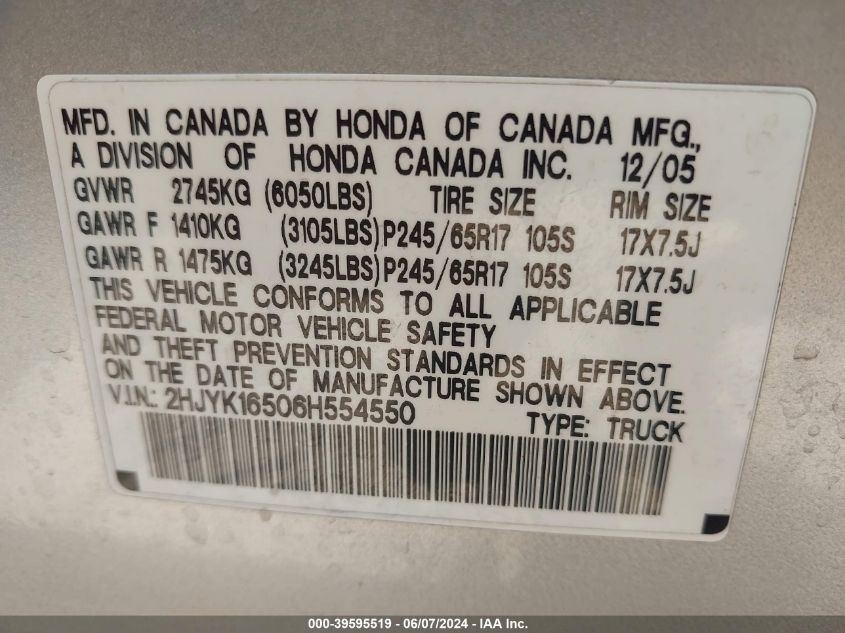 MFD. IN CANADA BY HONDA OF CANADA MFG.,
A DIVISION OF HONDA CANADA INC. 12/05
GVWR 2745KG (6050LBS) TIRE SIZE RIM SIZE
GAWR F 1410KG (3105LBS) P245/65R17 105S 17X7.5J
GAWR R 1475KG (3245LBS) P245/65R17 105S 17X7.5J
THIS VEHICLE CONFORMS TO ALL APPLICABLE
FEDERAL MOTOR VEHICLE SAFETY
AND THEFT PREVENTION STANDARDS IN EFFECT
ON THE DATE OF MANUFACTURE SHOWN ABOVE.
V.I.N.: 2HJYK16506H554550 TYPE: TRUCK
000-39595519 - 06/07/2024 - IAA Inc.